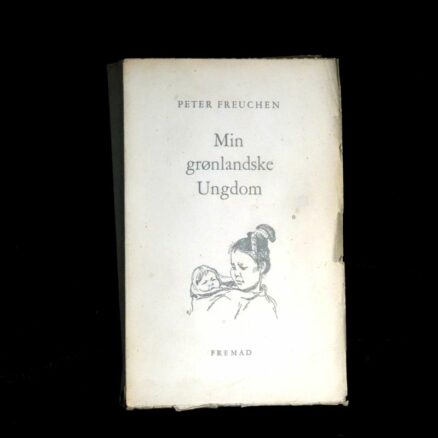 PETER FREUCHEN
Min
grønlandske
Ungdom
FREMAD